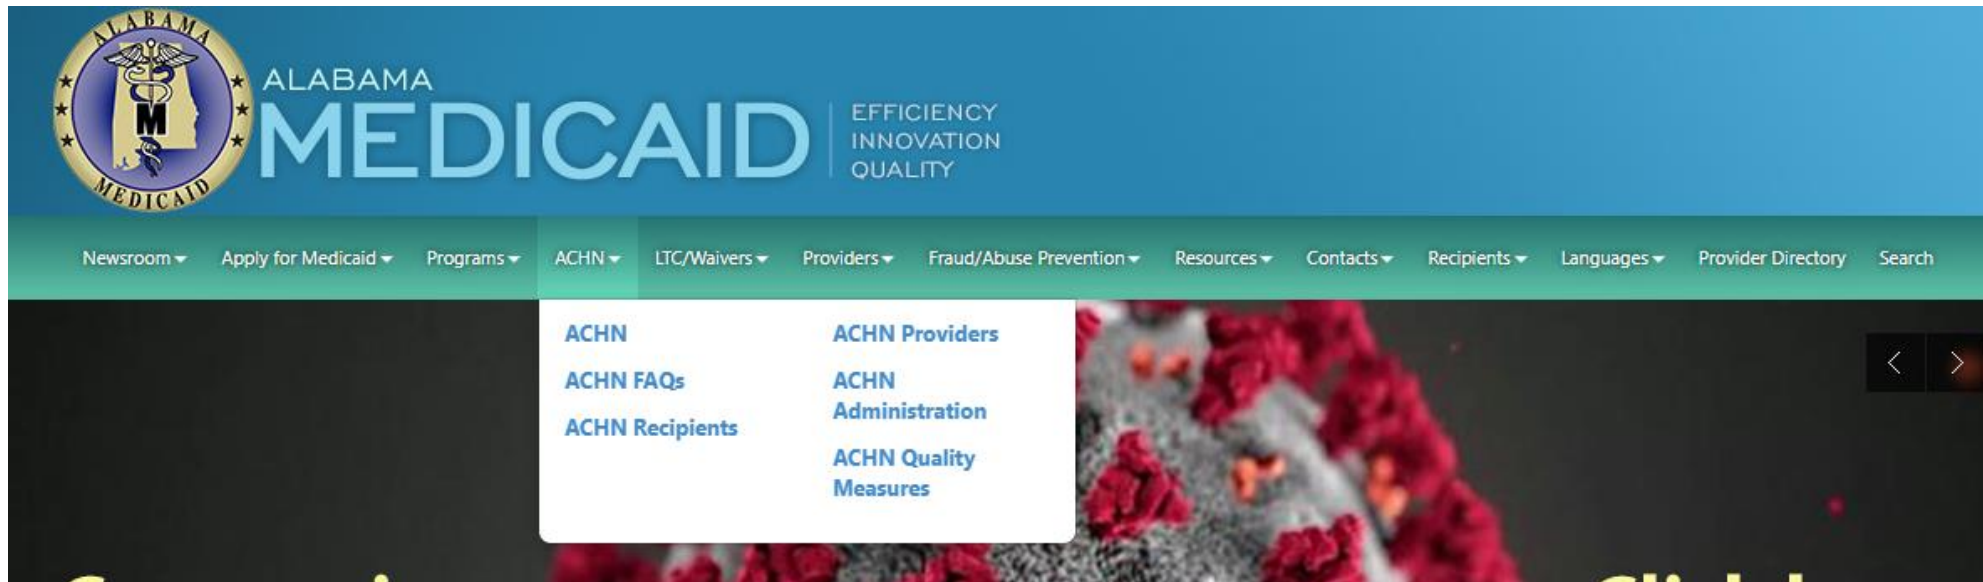 ALABAMA
M
MEDICAID
ALABAMA
MEDICAID
EFFICIENCY
INNOVATION
QUALITY
Newsroom Apply for Medicaid Programs ACHN LTC/Waivers Providers Fraud/Abuse Prevention Resources Contacts Recipients Languages Provider Directory Search
ACHN
ACHN FAQs
ACHN Recipients
ACHN Providers
ACHN
Administration
ACHN Quality
Measures